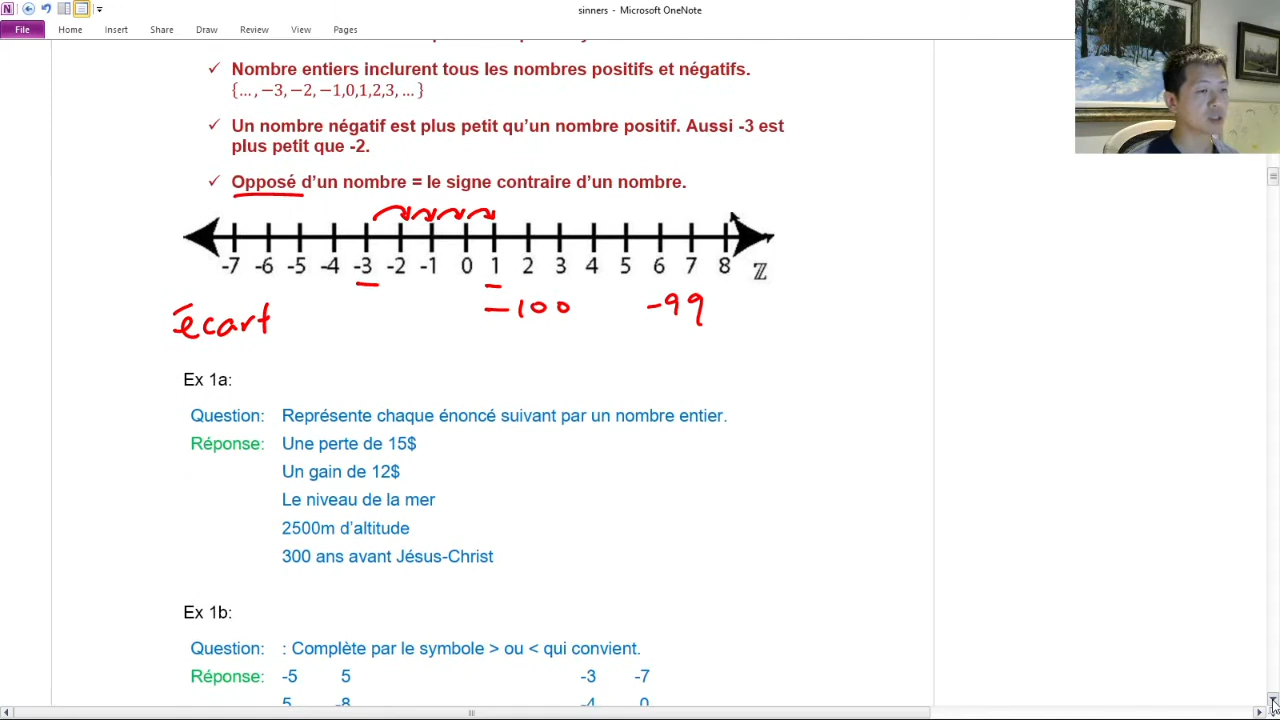 sinners - Microsoft OneNote
File Home Insert Share Draw Review View Pages
✓ Nombre entiers inclurent tous les nombres positifs et négatifs.
{…, −3, −2, −1,0,1,2,3, …}
✓ Un nombre négatif est plus petit qu’un nombre positif. Aussi -3 est
plus petit que -2.
✓ Opposé d’un nombre = le signe contraire d’un nombre.
-7 -6 -5 -4 -3 -2 -1 0 1 2 3 4 5 6 7 8 ℤ
-100 -99
écart
Ex 1a:
Question: Représente chaque énoncé suivant par un nombre entier.
Réponse: Une perte de 15$
Un gain de 12$
Le niveau de la mer
2500m d’altitude
300 ans avant Jésus-Christ
Ex 1b:
Question: : Complète par le symbole > ou < qui convient.
Réponse: -5 5 -3 -7
5 -8 -4 0